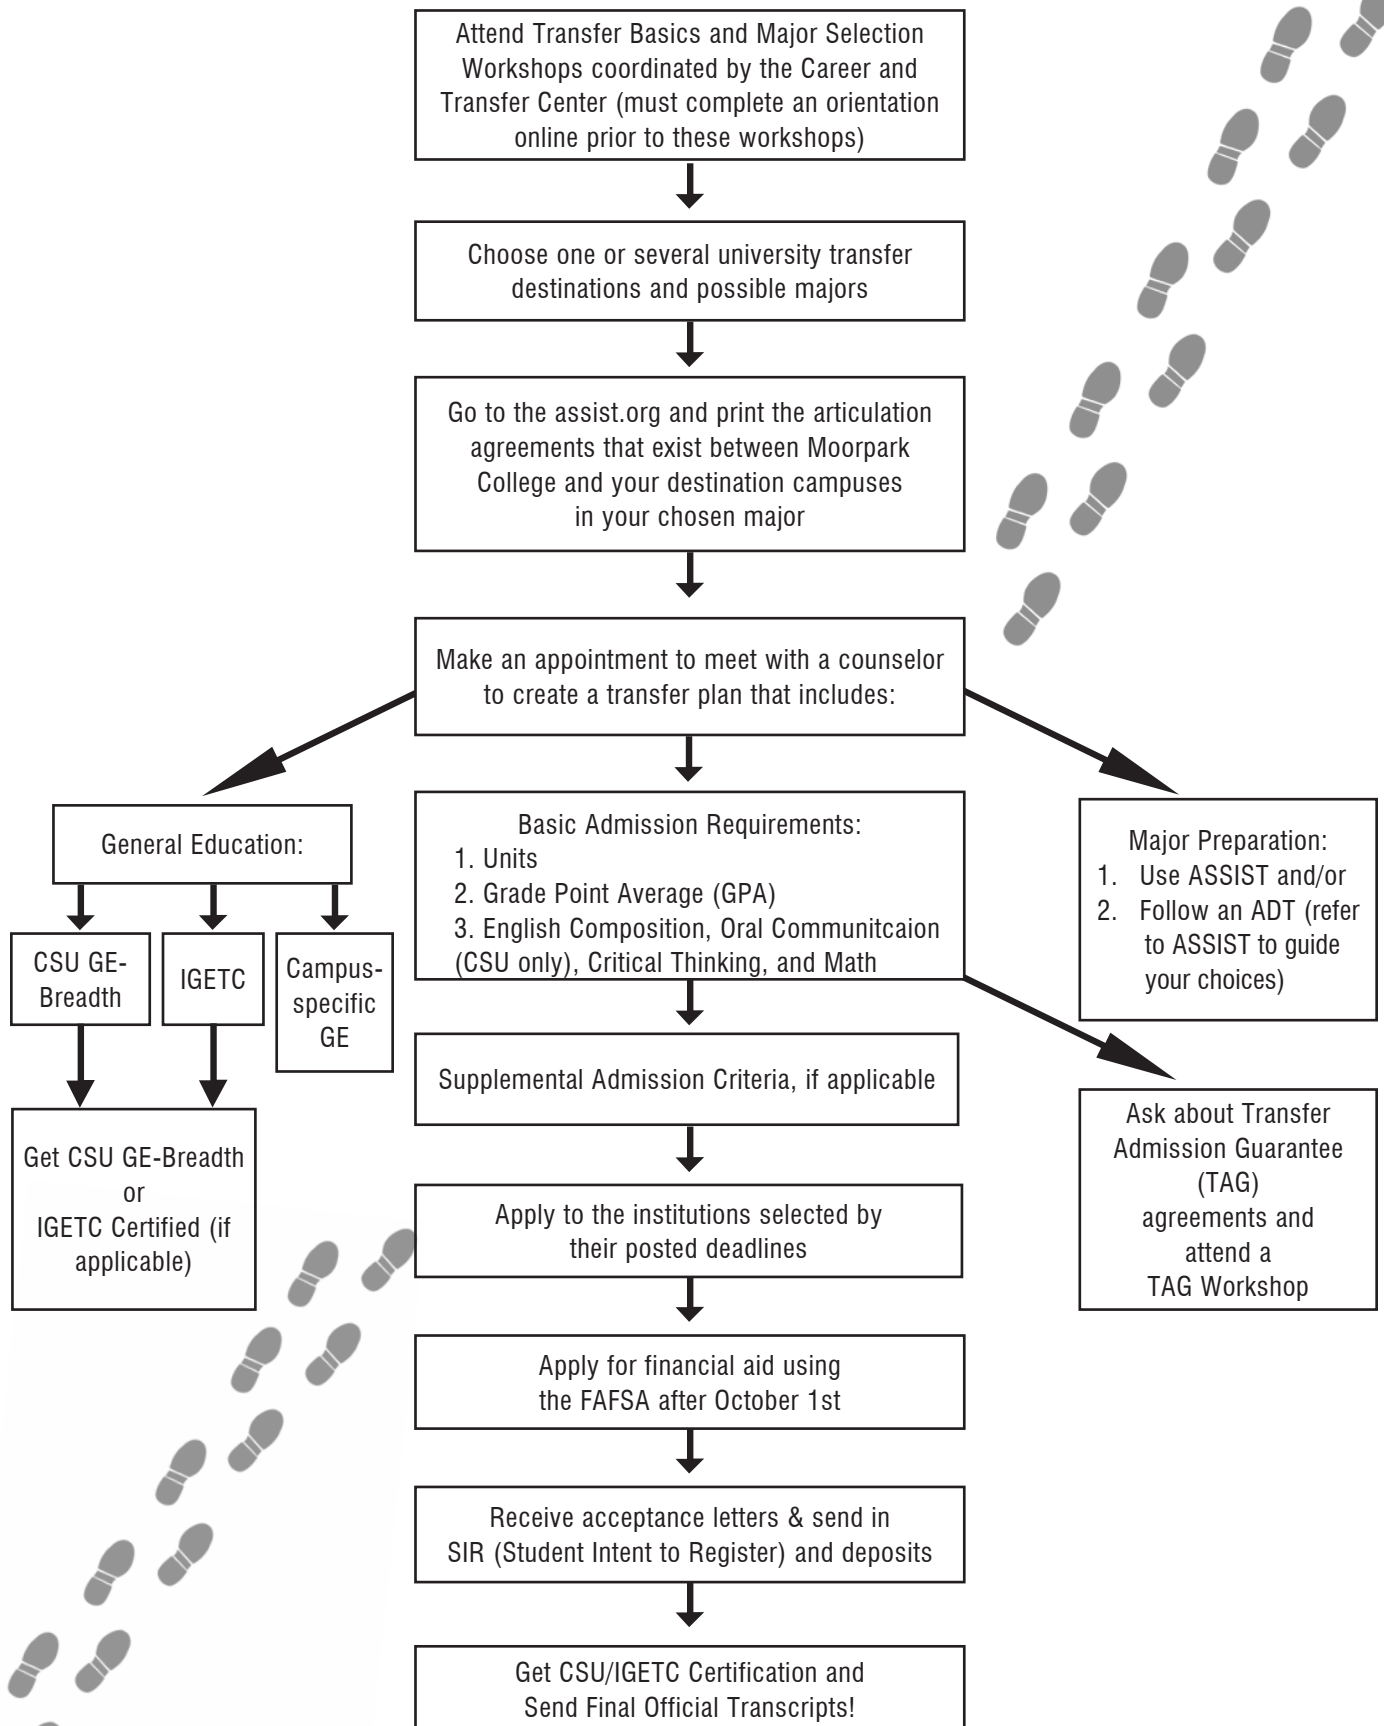 Attend Transfer Basics and Major Selection
Workshops coordinated by the Career and
Transfer Center (must complete an orientation
online prior to these workshops)
Choose one or several university transfer
destinations and possible majors
Go to the assist.org and print the articulation
agreements that exist between Moorpark
College and your destination campuses
in your chosen major
Make an appointment to meet with a counselor
to create a transfer plan that includes:
General Education:
CSU GE-
Breadth
IGETC
Campus-
specific
GE
Get CSU GE-Breadth
or
IGETC Certified (if
applicable)
Basic Admission Requirements:
1. Units
2. Grade Point Average (GPA)
3. English Composition, Oral Communitcaion
(CSU only), Critical Thinking, and Math
Major Preparation:
1. Use ASSIST and/or
2. Follow an ADT (refer
to ASSIST to guide
your choices)
Ask about Transfer
Admission Guarantee
(TAG)
agreements and
attend a
TAG Workshop
Supplemental Admission Criteria, if applicable
Apply to the institutions selected by
their posted deadlines
Apply for financial aid using
the FAFSA after October 1st
Receive acceptance letters & send in
SIR (Student Intent to Register) and deposits
Get CSU/IGETC Certification and
Send Final Official Transcripts!